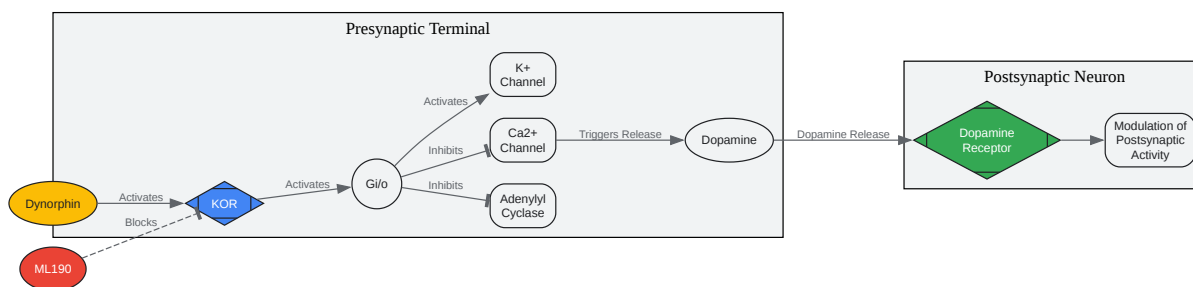 Presynaptic Terminal
Postsynaptic Neuron
K+
Channel
Activates
Ca2+
Channel
Triggers Release
Dopamine
Dopamine Release
Dopamine
Receptor
Modulation of
Postsynaptic
Activity
Inhibits
Gi/o
Activates
Inhibits
Adenylyl
Cyclase
Dynorphin
Activates
KOR
Blocks
ML190